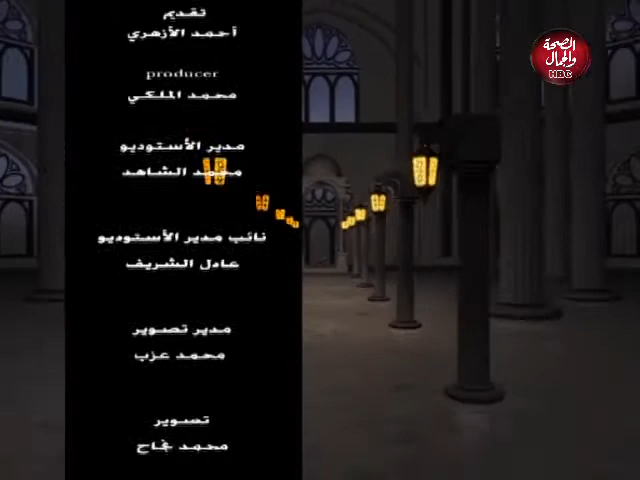 تقديم
أحمد الأزهري
producer
محمد الملكي
مدير الأستوديو
محمد الشاهد
نائب مدير الأستوديو
عادل الشريف
مدير تصوير
محمد عزب
تصوير
محمد نجاح
الصحة
والجمال
HBC